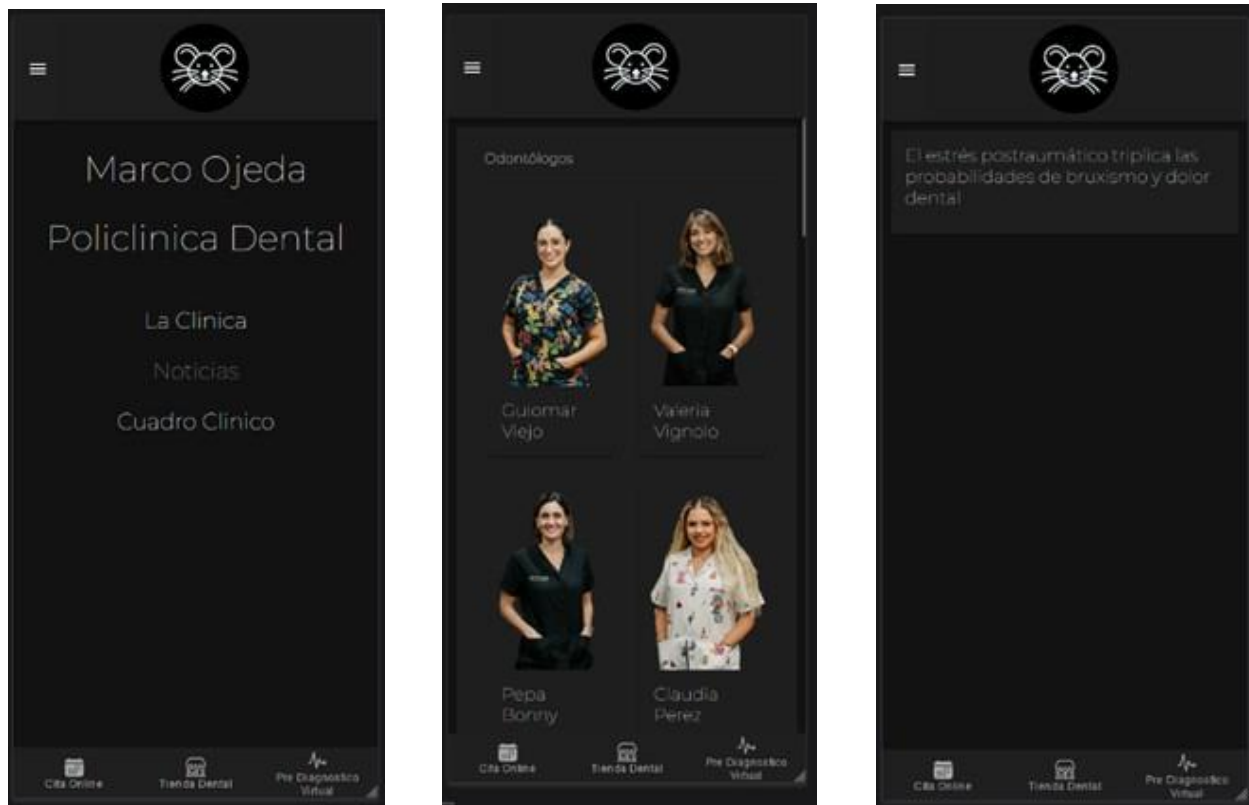 Marco Ojeda
Policlinica Dental
La Clinica
Noticias
Cuadro Clinico
Cita Online
Tienda Dental
Pre Diagnostico
Virtual
Odontólogos
Guiomar
Viejo
Valeria
Vignolo
Pepa
Bonny
Claudia
Perez
Cita Online
Tienda Dental
Pre Diagnostico
Virtual
El estrés postraumático triplica las
probabilidades de bruxismo y dolor
dental
Cita Online
Tienda Dental
Pre Diagnostico
Virtual